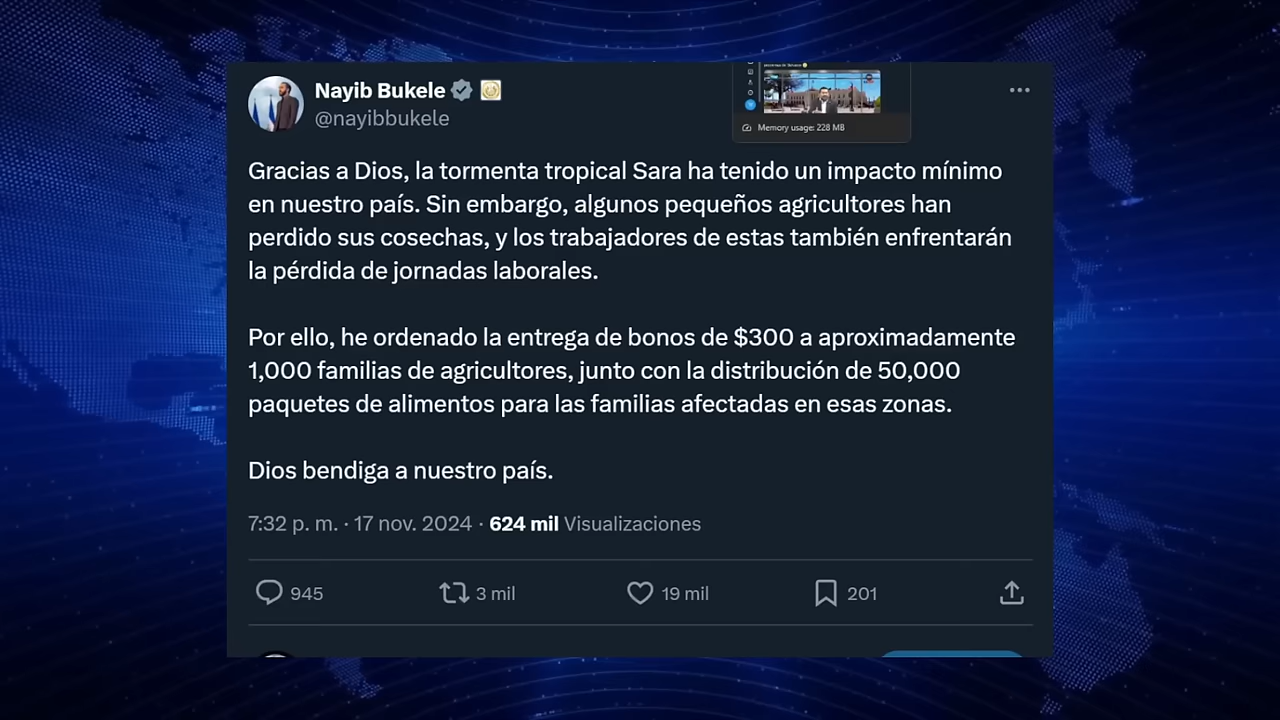 Nayib Bukele
@nayibbukele
Memory usage: 228 MB
Gracias a Dios, la tormenta tropical Sara ha tenido un impacto mínimo
en nuestro país. Sin embargo, algunos pequeños agricultores han
perdido sus cosechas, y los trabajadores de estas también enfrentarán
la pérdida de jornadas laborales.
Por ello, he ordenado la entrega de bonos de $300 a aproximadamente
1,000 familias de agricultores, junto con la distribución de 50,000
paquetes de alimentos para las familias afectadas en esas zonas.
Dios bendiga a nuestro país.
7:32 p. m. · 17 nov. 2024 · 624 mil Visualizaciones
945 3 mil 19 mil 201